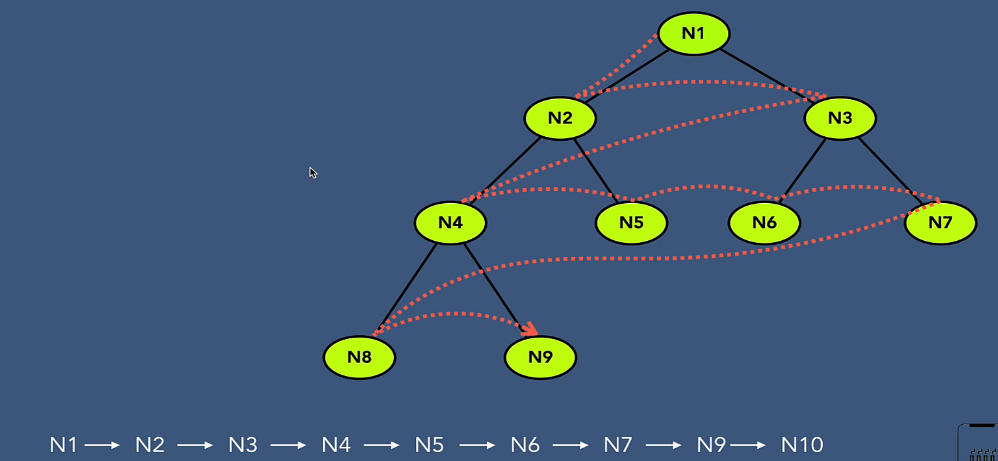 N1
N2 N3
N4 N5 N6 N7
N8 N9
N1 → N2 → N3 → N4 → N5 → N6 → N7 → N9 → N10